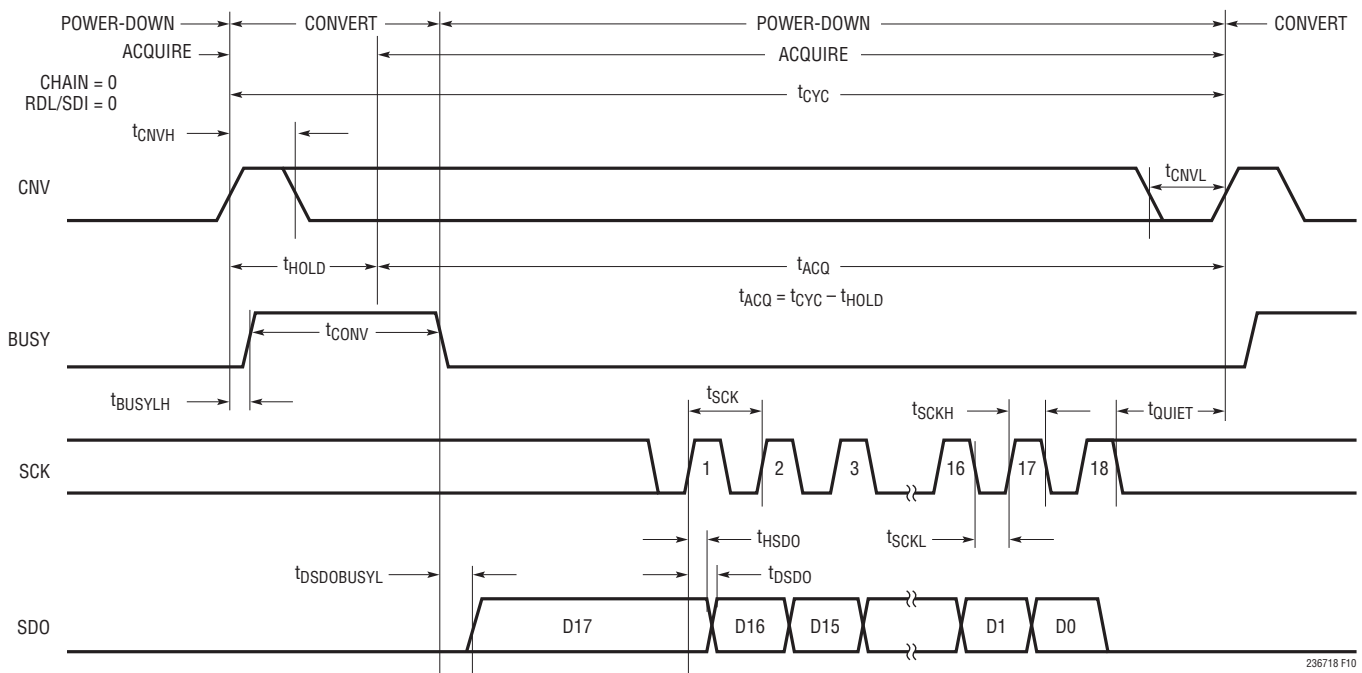 POWER-DOWN CONVERT POWER-DOWN CONVERT
ACQUIRE ACQUIRE
CHAIN = 0
RDL/SDI = 0
tCYC
tCNVH
CNV
tCNVL
tHOLD tACQ
tACQ = tCYC – tHOLD
BUSY
tCONV
tBUSYLH
tSCK tSCKH tQUIET
SCK
1 2 3 16 17 18
tHSDO tSCKL
tDSDOBUSYL tDSDO
SDO D17 D16 D15 D1 D0
236718 F10